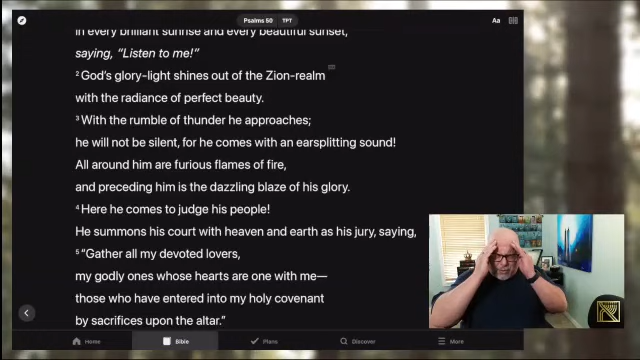 Psalms 50 TPT
Aa
in every brilliant sunrise and every beautiful sunset,
saying, “Listen to me!”
2 God’s glory-light shines out of the Zion-realm
with the radiance of perfect beauty.
3 With the rumble of thunder he approaches;
he will not be silent, for he comes with an earsplitting sound!
All around him are furious flames of fire,
and preceding him is the dazzling blaze of his glory.
4 Here he comes to judge his people!
He summons his court with heaven and earth as his jury, saying,
5 “Gather all my devoted lovers,
my godly ones whose hearts are one with me—
those who have entered into my holy covenant
by sacrifices upon the altar.”
Home Bible Plans Discover More